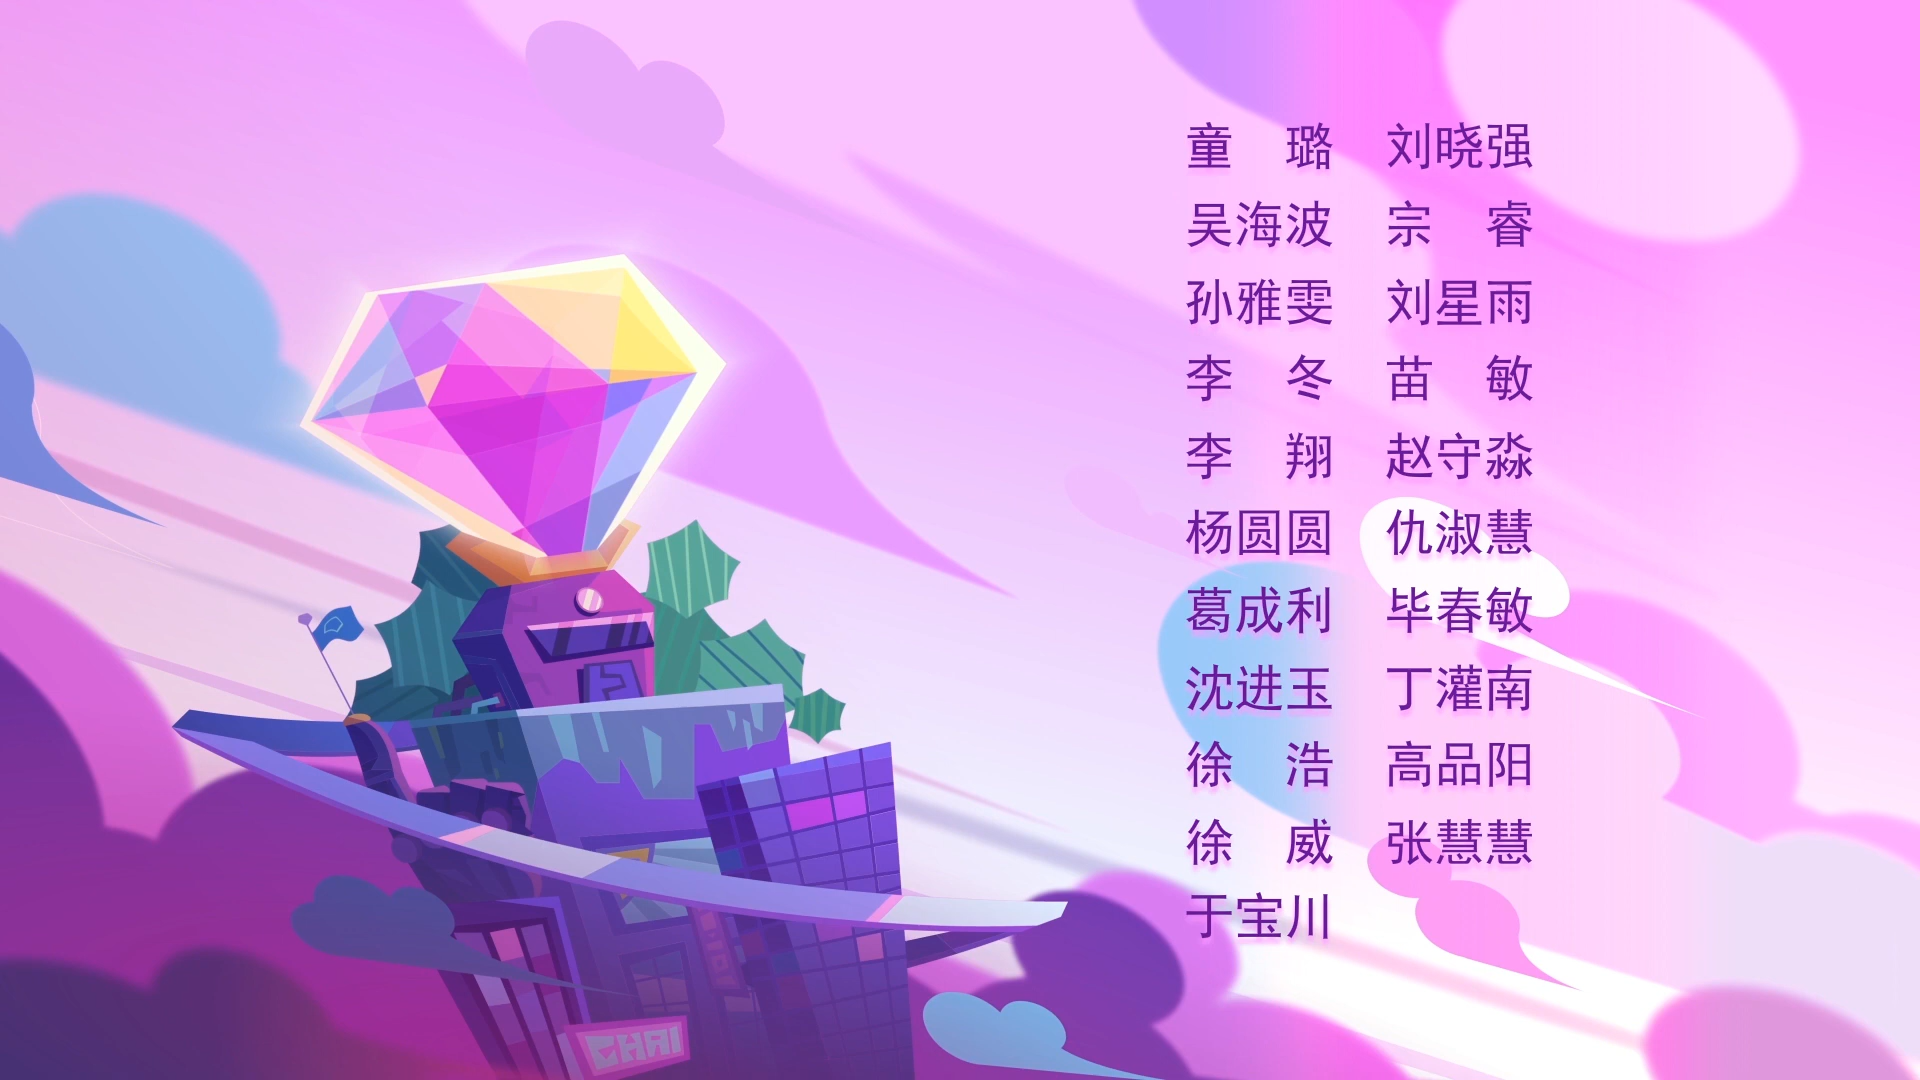 童　璐　刘晓强
吴海波　宗　睿
孙雅雯　刘星雨
李　冬　苗　敏
李　翔　赵守淼
杨圆圆　仇淑慧
葛成利　毕春敏
沈进玉　丁灌南
徐　浩　高品阳
徐　威　张慧慧
于宝川